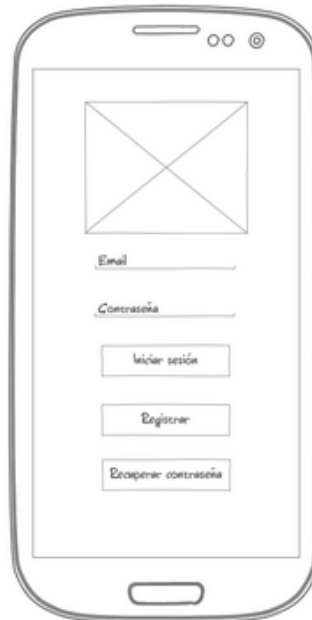 Email
Contraseña
Iniciar sesión
Registrar
Recuperar contraseña